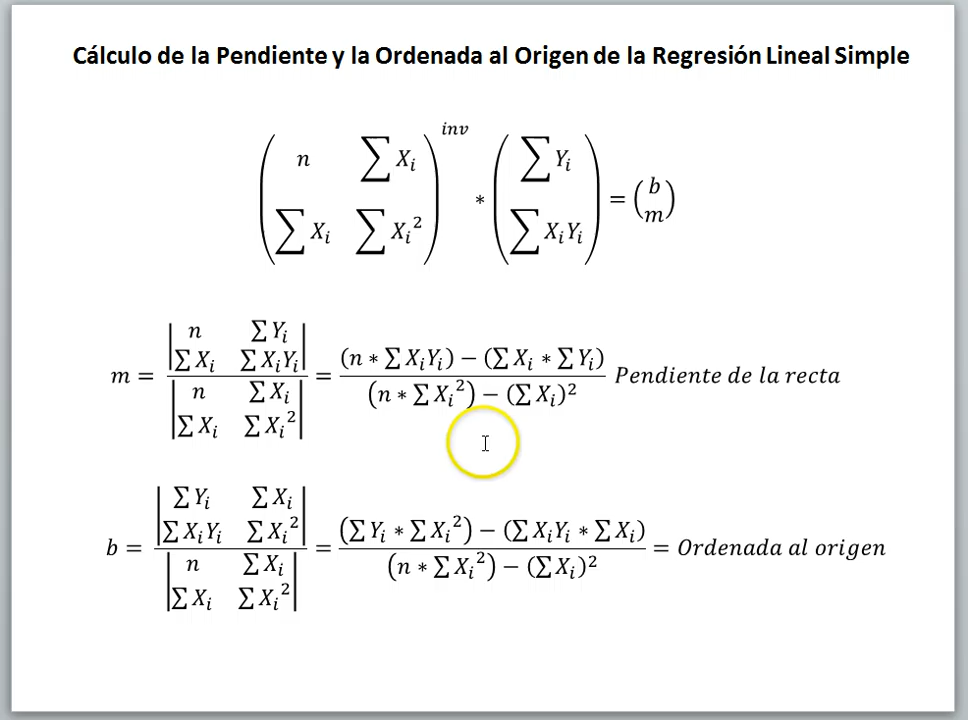 Cálculo de la Pendiente y la Ordenada al Origen de la Regresión Lineal Simple
inv
n ∑ Xᵢ ∑ Yᵢ
* = b
∑ Xᵢ ∑ Xᵢ² ∑ XᵢYᵢ m
n ∑ Yᵢ
∑ Xᵢ ∑ XᵢYᵢ (n * ∑ XᵢYᵢ) − (∑ Xᵢ * ∑ Yᵢ)
m = = Pendiente de la recta
n ∑ Xᵢ (n * ∑ Xᵢ²) − (∑ Xᵢ)²
∑ Xᵢ ∑ Xᵢ²
∑ Yᵢ ∑ Xᵢ
∑ XᵢYᵢ ∑ Xᵢ² (∑ Yᵢ * ∑ Xᵢ²) − (∑ XᵢYᵢ * ∑ Xᵢ)
b = = = Ordenada al origen
n ∑ Xᵢ (n * ∑ Xᵢ²) − (∑ Xᵢ)²
∑ Xᵢ ∑ Xᵢ²